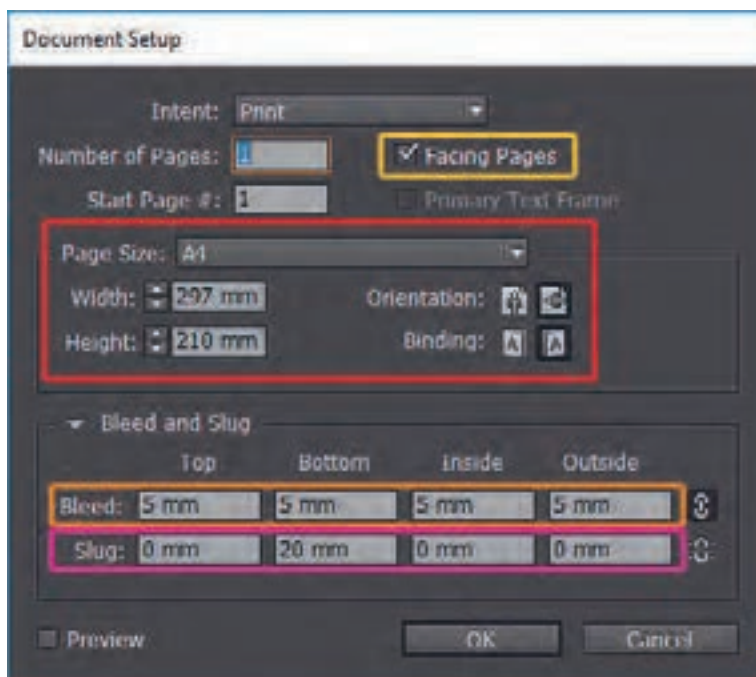 Document Setup
Intent: Print
Number of Pages: 1
Facing Pages
Start Page #: 1
Primary Text Frame
Page Size: A4
Width: 297 mm
Orientation:
Height: 210 mm
Binding:
Bleed and Slug
Top Bottom Inside Outside
Bleed: 5 mm 5 mm 5 mm 5 mm
Slug: 0 mm 20 mm 0 mm 0 mm
Preview OK Cancel